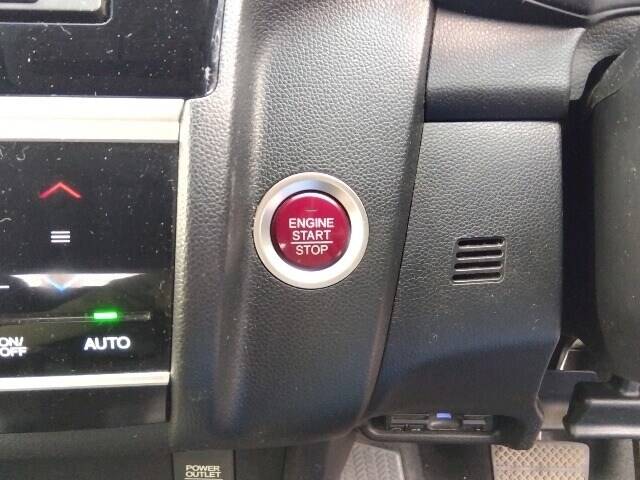 ENGINE
START
STOP
ON/
OFF
AUTO
POWER
OUTLET